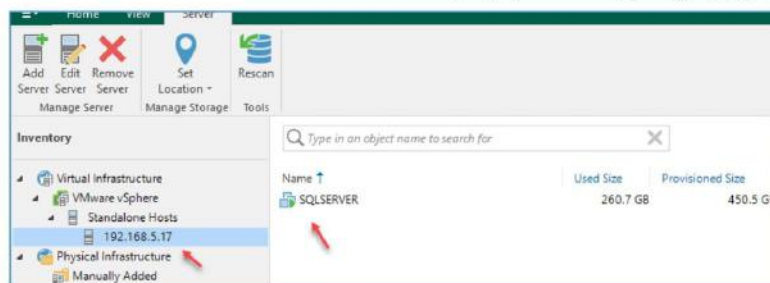 Home View Server
Add Server
Edit Server
Remove Server
Set Location
Rescan
Manage Server
Manage Storage
Tools
Inventory
Type in an object name to search for
Virtual Infrastructure
VMware vSphere
Standalone Hosts
192.168.5.17
Physical Infrastructure
Manually Added
Name Used Size Provisioned Size
SQLSERVER 260.7 GB 450.5 G